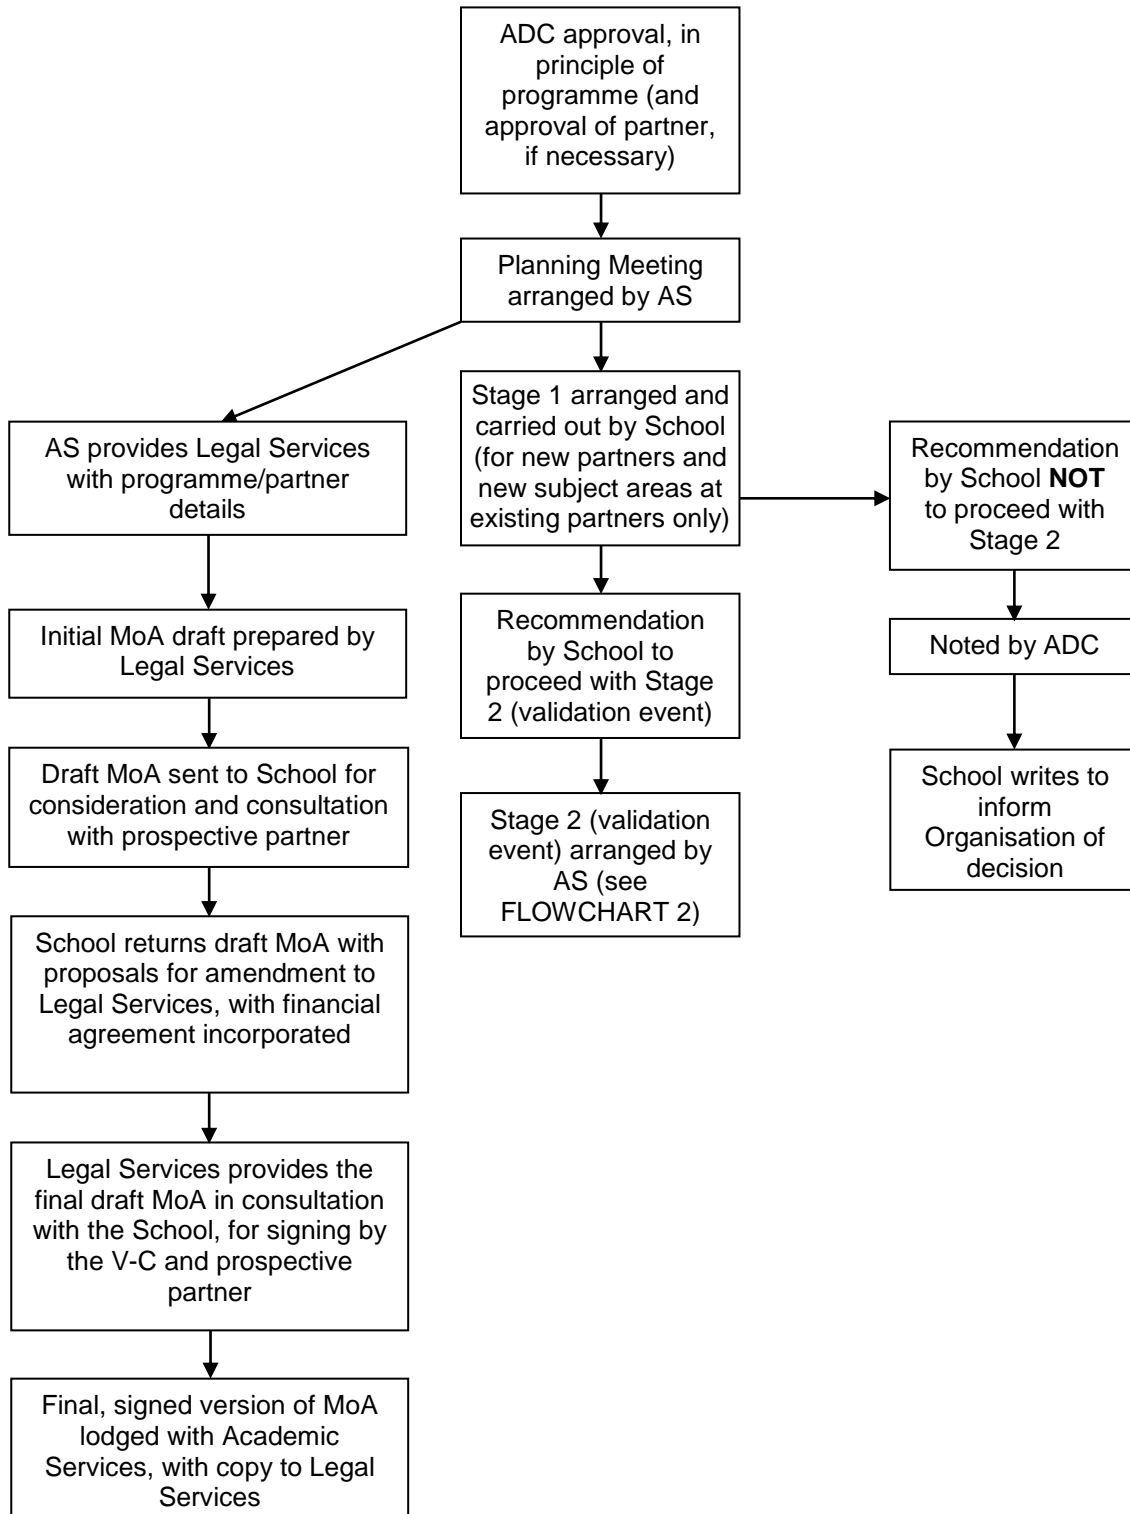 ADC approval, in
principle of
programme (and
approval of partner,
if necessary)
Planning Meeting
arranged by AS
AS provides Legal Services
with programme/partner
details
Initial MoA draft prepared by
Legal Services
Draft MoA sent to School for
consideration and consultation
with prospective partner
School returns draft MoA with
proposals for amendment to
Legal Services, with financial
agreement incorporated
Legal Services provides the
final draft MoA in consultation
with the School, for signing by
the V-C and prospective
partner
Final, signed version of MoA
lodged with Academic
Services, with copy to Legal
Services
Stage 1 arranged and
carried out by School
(for new partners and
new subject areas at
existing partners only)
Recommendation
by School to
proceed with Stage
2 (validation event)
Stage 2 (validation
event) arranged by
AS (see
FLOWCHART 2)
Recommendation
by School NOT
to proceed with
Stage 2
Noted by ADC
School writes to
inform
Organisation of
decision